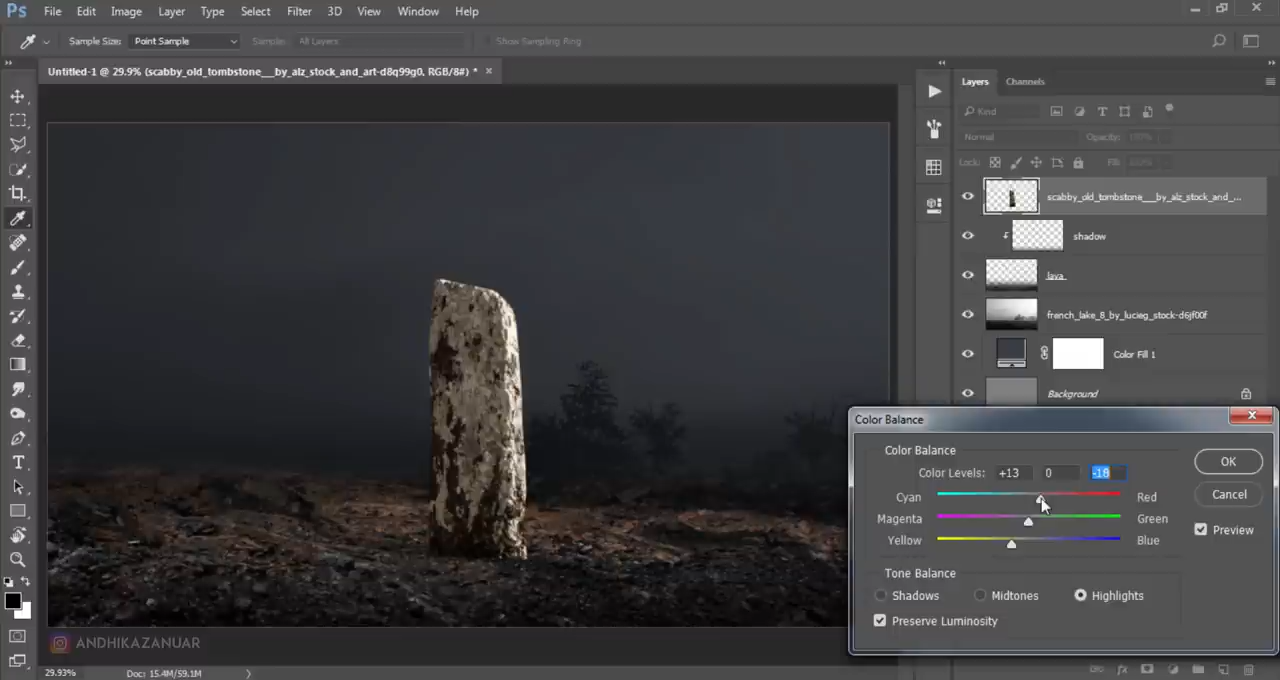 Ps File Edit Image Layer Type Select Filter 3D View Window Help
Sample Size: Point Sample Sample: All Layers Show Sampling Ring
Untitled-1 @ 29.9% (scabby_old_tombstone__by_alz_stock_and_art-d8q99g0, RGB/8#) * ×
Layers Channels
Kind
Normal Opacity: 100%
Lock: Fill:
scabby_old_tombstone__by_alz_stock_and_...
shadow
lava
french_lake_8_by_lucieg_stock-d6jf00f
Color Fill 1
Background
Color Balance
Color Balance
Color Levels: +13 0 -18
OK
Cyan Red
Cancel
Magenta Green
Preview
Yellow Blue
Tone Balance
Shadows Midtones Highlights
Preserve Luminosity
ANDHIKAZANUAR
29.93% Doc: 15.4M/59.1M